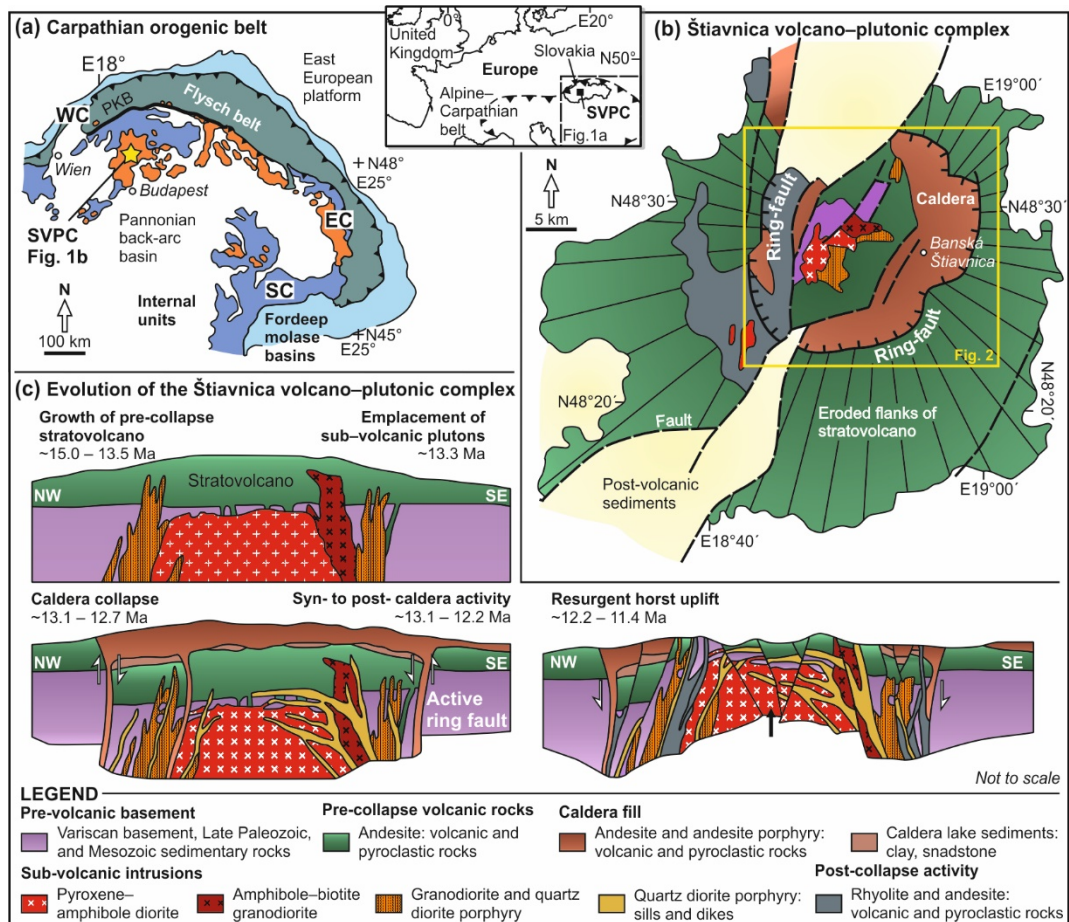 (a) Carpathian orogenic belt
E18°
East
European
platform
WC
PKB
Flysch belt
Wien
Budapest
N48°
E25°
SVPC
Fig. 1b
Pannonian
back-arc
basin
EC
N
100 km
Internal
units
SC
Fordeep
molase
basins
N45°
E25°
0°
E20°
United
Kingdom
Slovakia
N50°
Europe
Alpine–
Carpathian
belt
SVPC
Fig.1a
(b) Štiavnica volcano–plutonic complex
E19°00´
N
5 km
N48°30´
Ring-fault
Caldera
N48°30´
Banská
Štiavnica
Ring-fault
Fig. 2
N48°20´
N48°20´
Fault
Eroded flanks of
stratovolcano
Post-volcanic
sediments
E19°00´
E18°40´
(c) Evolution of the Štiavnica volcano–plutonic complex
Growth of pre-collapse
stratovolcano
~15.0 – 13.5 Ma
Emplacement of
sub–volcanic plutons
~13.3 Ma
NW
Stratovolcano
SE
Caldera collapse
~13.1 – 12.7 Ma
Syn- to post- caldera activity
~13.1 – 12.2 Ma
NW
SE
Active
ring fault
Resurgent horst uplift
~12.2 – 11.4 Ma
NW
SE
Not to scale
LEGEND
Pre-volcanic basement
Variscan basement, Late Paleozoic,
and Mesozoic sedimentary rocks
Pre-collapse volcanic rocks
Andesite: volcanic and
pyroclastic rocks
Caldera fill
Andesite and andesite porphyry:
volcanic and pyroclastic rocks
Caldera lake sediments:
clay, snadstone
Sub-volcanic intrusions
Pyroxene–
amphibole diorite
Amphibole–biotite
granodiorite
Granodiorite and quartz
diorite porphyry
Quartz diorite porphyry:
sills and dikes
Post-collapse activity
Rhyolite and andesite:
volcanic and pyroclastic rocks